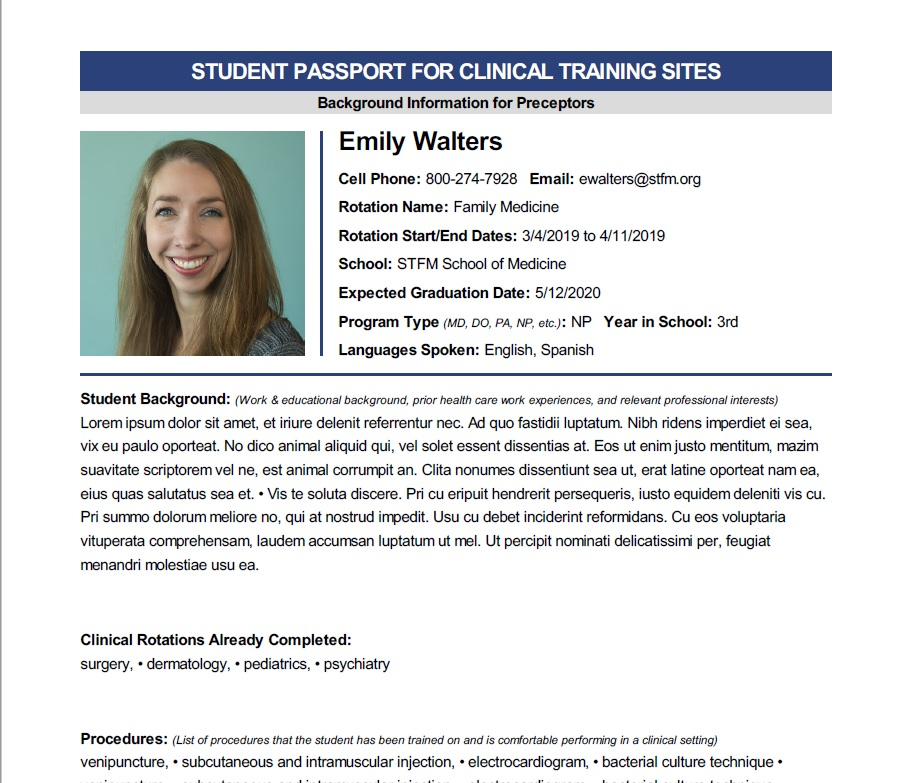 STUDENT PASSPORT FOR CLINICAL TRAINING SITES
Background Information for Preceptors
Emily Walters
Cell Phone: 800-274-7928 Email: ewalters@stfm.org
Rotation Name: Family Medicine
Rotation Start/End Dates: 3/4/2019 to 4/11/2019
School: STFM School of Medicine
Expected Graduation Date: 5/12/2020
Program Type (MD, DO, PA, NP, etc.): NP Year in School: 3rd
Languages Spoken: English, Spanish
Student Background: (Work & educational background, prior health care work experiences, and relevant professional interests)
Lorem ipsum dolor sit amet, et iriure delenit referrentur nec. Ad quo fastidii luptatum. Nibh ridens imperdiet ei sea,
vix eu paulo oporteat. No dico animal aliquid qui, vel solet essent dissentias at. Eos ut enim justo mentitum, mazim
suavitate scriptorem vel ne, est animal corrumpit an. Clita nonumes dissentiunt sea ut, erat latine oporteat nam ea,
eius quas salutatus sea et. • Vis te soluta discere. Pri cu eripuit hendrerit persequeris, iusto equidem deleniti vis cu.
Pri summo dolorum meliore no, qui at nostrud impedit. Usu cu debet inciderint reformidans. Cu eos voluptaria
vituperata comprehensam, laudem accumsan luptatum ut mel. Ut percipit nominati delicatissimi per, feugiat
menandri molestiae usu ea.
Clinical Rotations Already Completed:
surgery, • dermatology, • pediatrics, • psychiatry
Procedures: (List of procedures that the student has been trained on and is comfortable performing in a clinical setting)
venipuncture, • subcutaneous and intramuscular injection, • electrocardiogram, • bacterial culture technique •